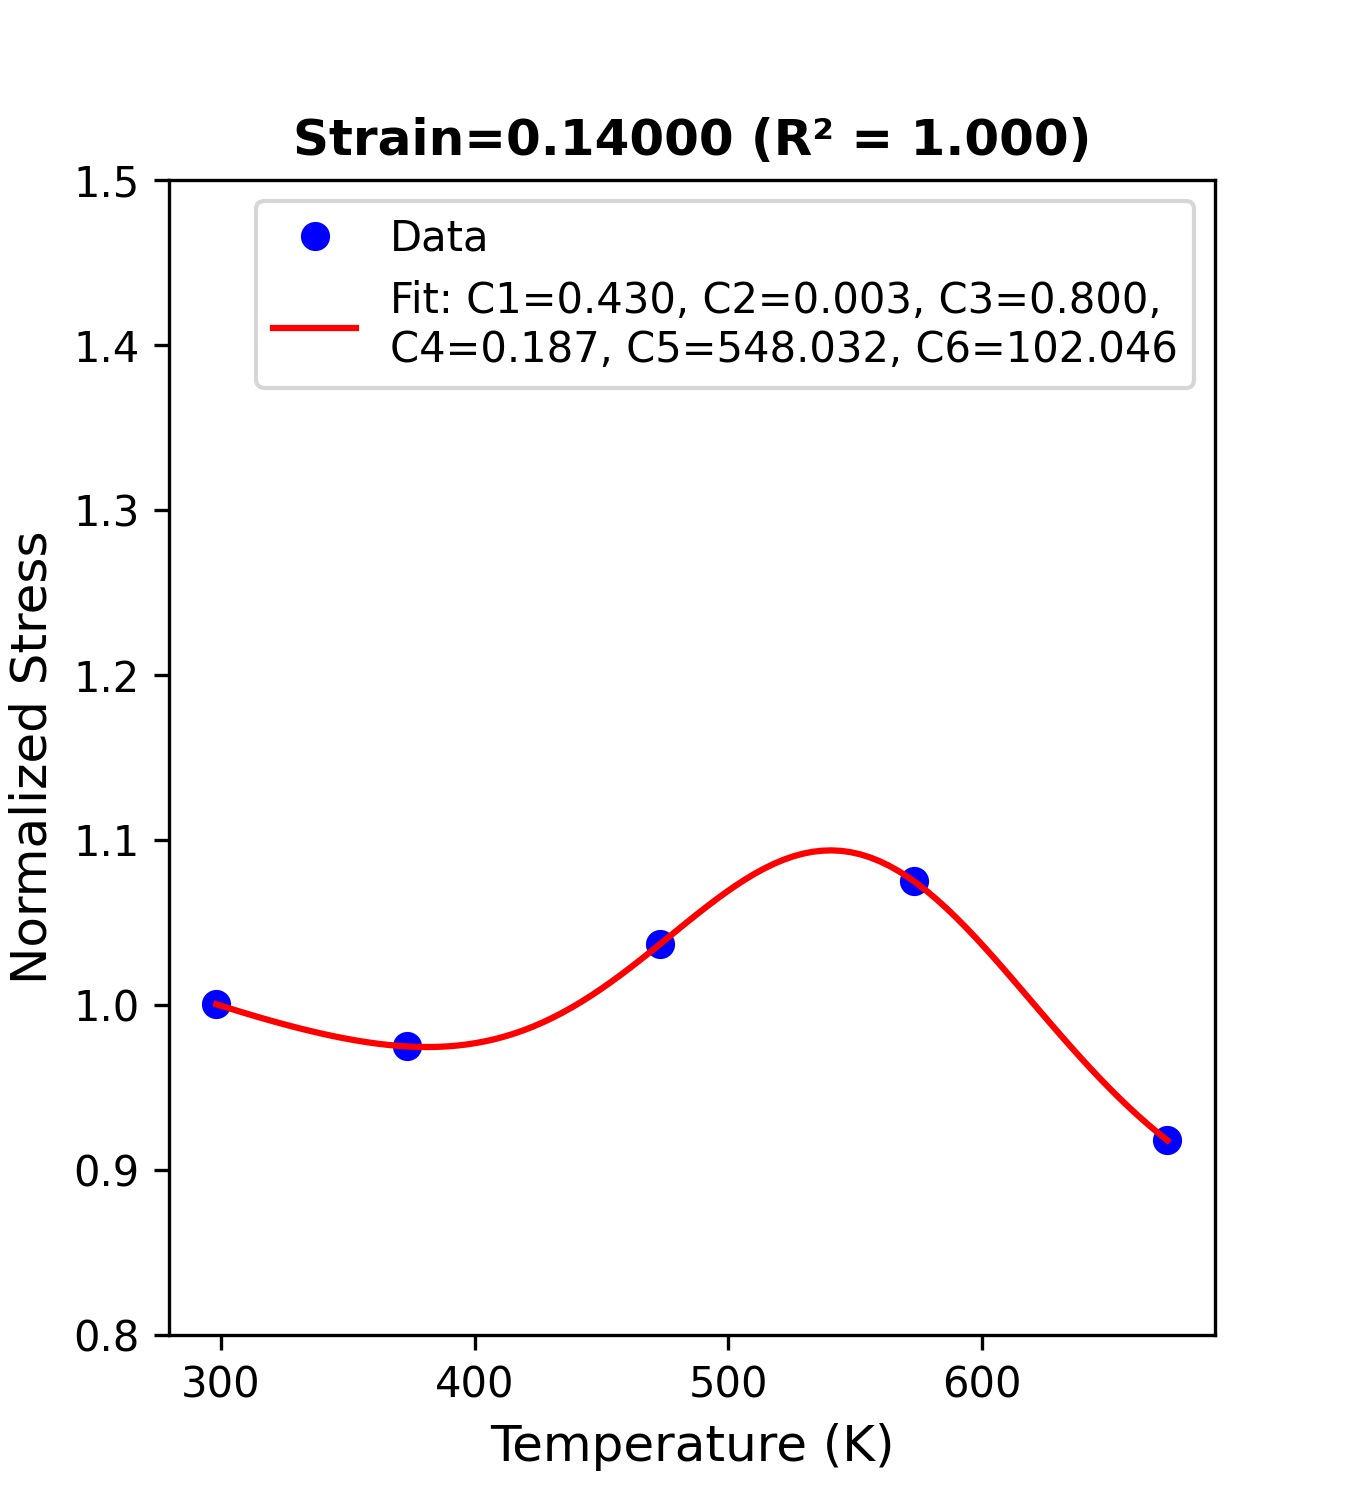 Strain=0.14000 (R² = 1.000)
Data
Fit: C1=0.430, C2=0.003, C3=0.800,
C4=0.187, C5=548.032, C6=102.046
Normalized Stress
1.5
1.4
1.3
1.2
1.1
1.0
0.9
0.8
300 400 500 600
Temperature (K)